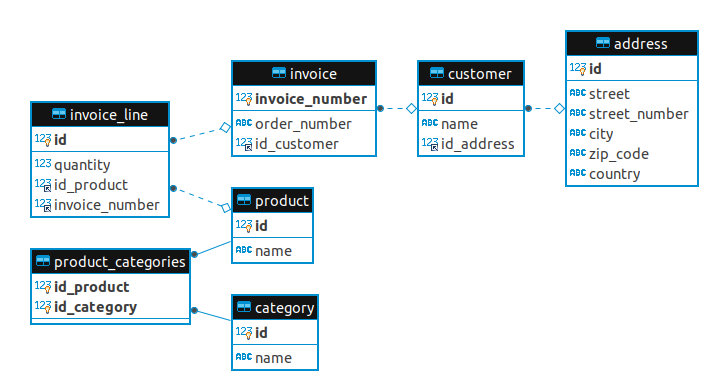 address
123 id
ABC street
ABC street_number
ABC city
ABC zip_code
ABC country
invoice
123 invoice_number
ABC order_number
123 id_customer
customer
123 id
ABC name
123 id_address
invoice_line
123 id
123 quantity
123 id_product
123 invoice_number
product
123 id
ABC name
product_categories
123 id_product
123 id_category
category
123 id
ABC name